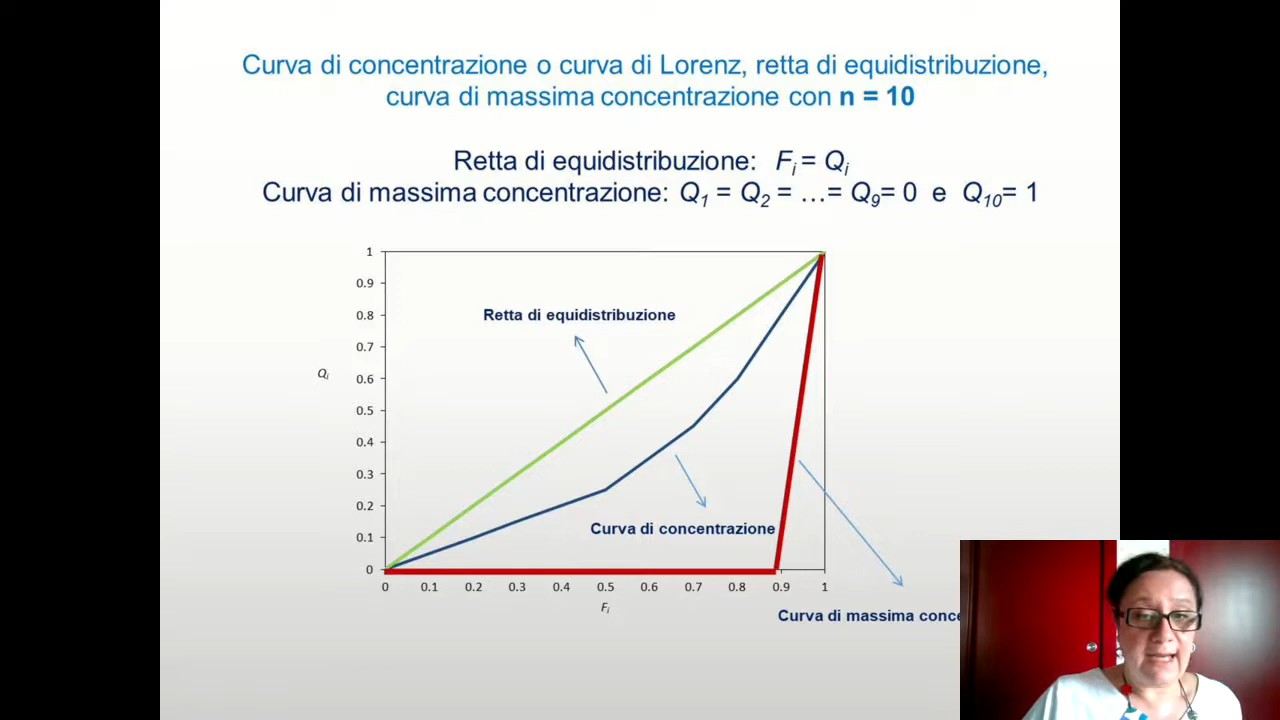 Curva di concentrazione o curva di Lorenz, retta di equidistribuzione,
curva di massima concentrazione con n = 10
Retta di equidistribuzione: Fi = Qi
Curva di massima concentrazione: Q1 = Q2 = …= Q9= 0 e Q10= 1
1
0.9
0.8
0.7
0.6
0.5
0.4
0.3
0.2
0.1
0
Qi
Retta di equidistribuzione
Curva di concentrazione
0 0.1 0.2 0.3 0.4 0.5 0.6 0.7 0.8 0.9 1
Fi
Curva di massima conce